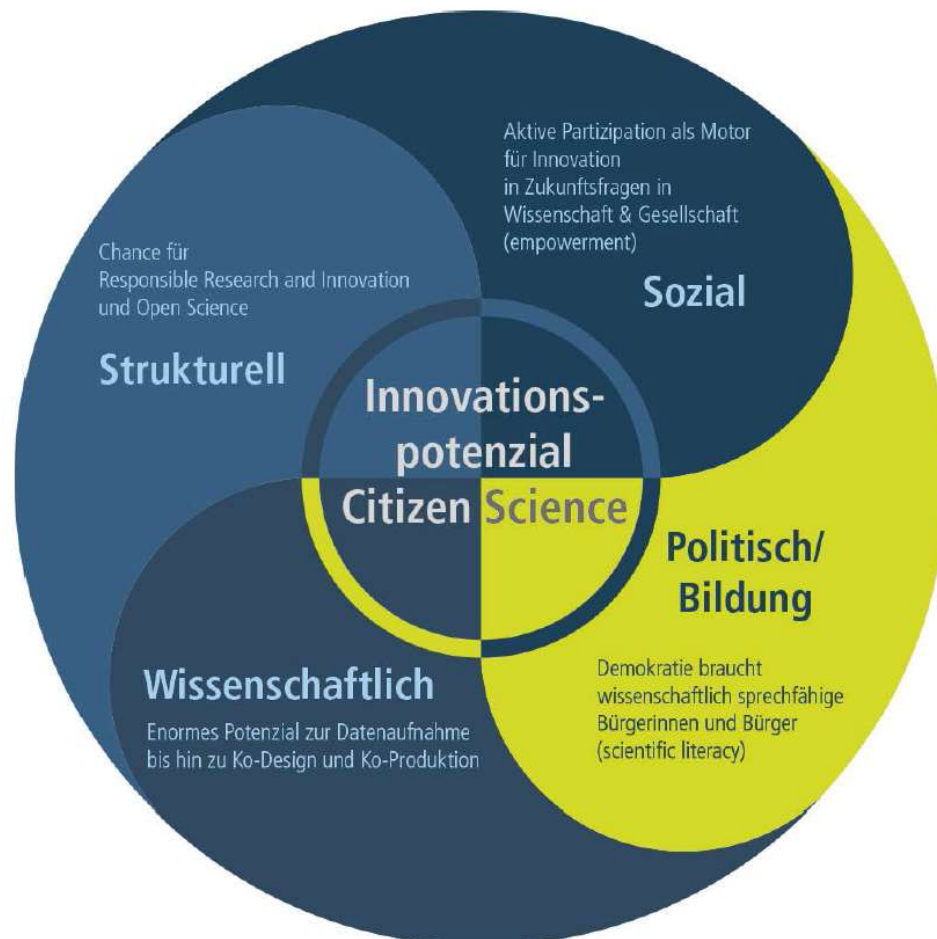 Aktive Partizipation als Motor
für Innovation
in Zukunftsfragen in
Wissenschaft & Gesellschaft
(empowerment)
Sozial
Chance für
Responsible Research and Innovation
und Open Science
Strukturell
Innovations-
potenzial
Citizen Science
Politisch/
Bildung
Demokratie braucht
wissenschaftlich sprechfähige
Bürgerinnen und Bürger
(scientific literacy)
Wissenschaftlich
Enormes Potenzial zur Datenaufnahme
bis hin zu Ko-Design und Ko-Produktion